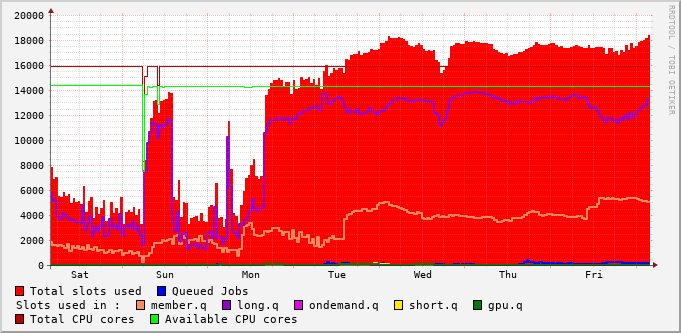 RRDTOOL / TOBI OETIKER
20000
18000
16000
14000
12000
10000
8000
6000
4000
2000
0
Sat Sun Mon Tue Wed Thu Fri
Total slots used Queued Jobs
Slots used in : member.q long.q ondemand.q short.q gpu.q
Total CPU cores Available CPU cores